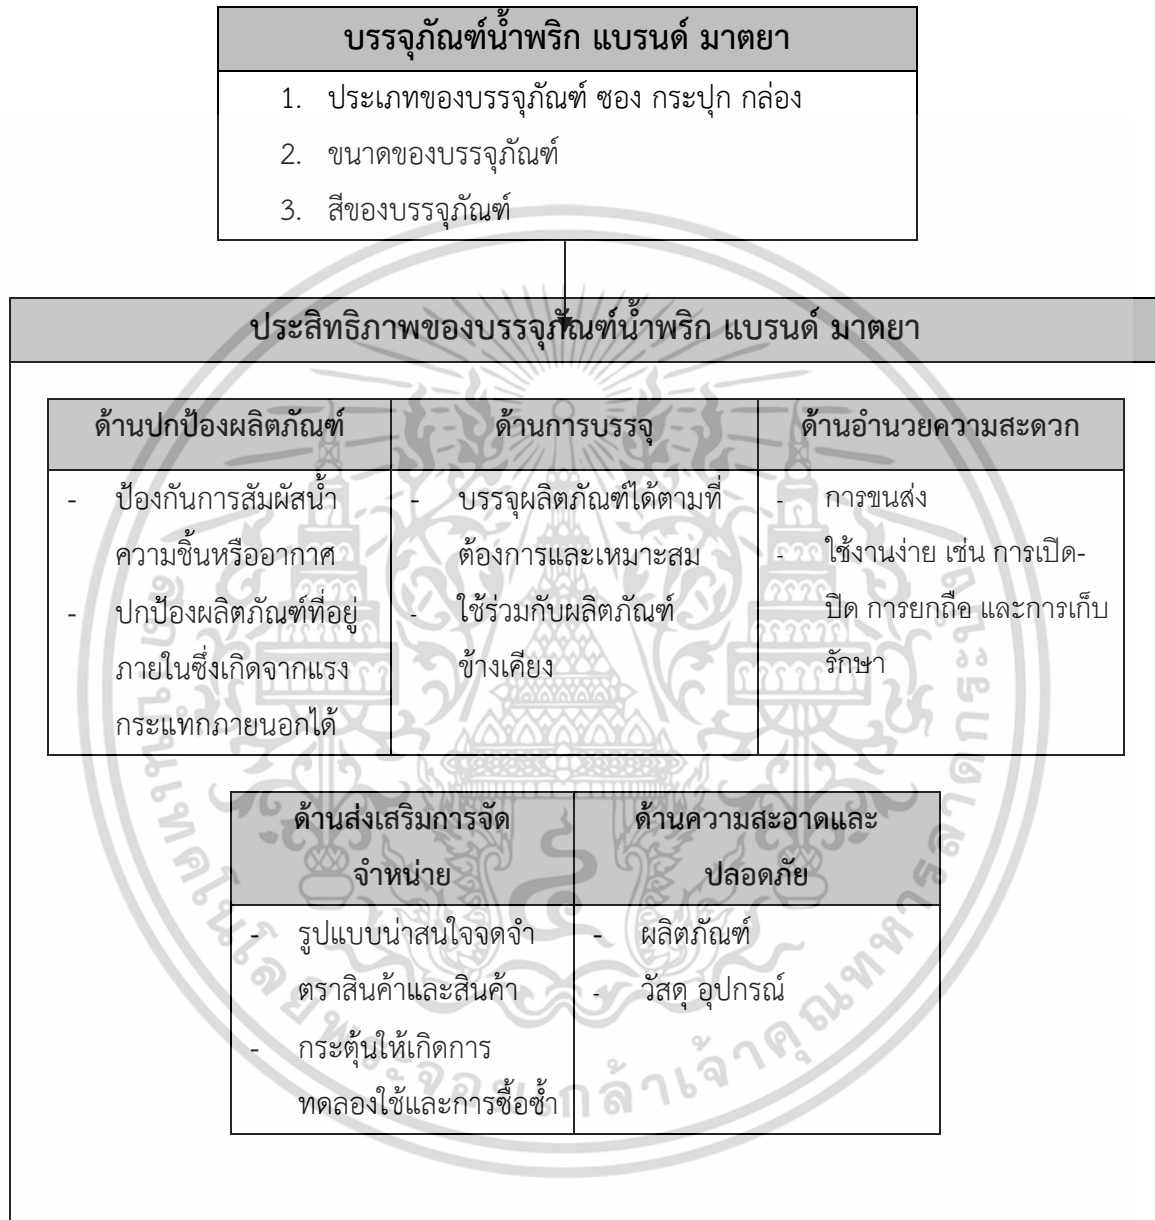 บรรจุภัณฑ์น้ำพริก แบรนด์ มาตยา
1. ประเภทของบรรจุภัณฑ์ ซอง กระปุก กล่อง
2. ขนาดของบรรจุภัณฑ์
3. สีของบรรจุภัณฑ์
ประสิทธิภาพของบรรจุภัณฑ์น้ำพริก แบรนด์ มาตยา
ด้านปกป้องผลิตภัณฑ์
- ป้องกันการสัมผัสน้ำ
ความชื้นหรืออากาศ
- ปกป้องผลิตภัณฑ์ที่อยู่
ภายในซึ่งเกิดจากแรง
กระแทกภายนอกได้
ด้านการบรรจุ
- บรรจุผลิตภัณฑ์ได้ตามที่
ต้องการและเหมาะสม
- ใช้ร่วมกับผลิตภัณฑ์
ข้างเคียง
ด้านอำนวยความสะดวก
- การขนส่ง
- ใช้งานง่าย เช่น การเปิด-
ปิด การยกถือ และการเก็บ
รักษา
ด้านส่งเสริมการจัด
จำหน่าย
- รูปแบบน่าสนใจจดจำ
ตราสินค้าและสินค้า
- กระตุ้นให้เกิดการ
ทดลองใช้และการซื้อซ้ำ
ด้านความสะอาดและ
ปลอดภัย
- ผลิตภัณฑ์
- วัสดุ อุปกรณ์